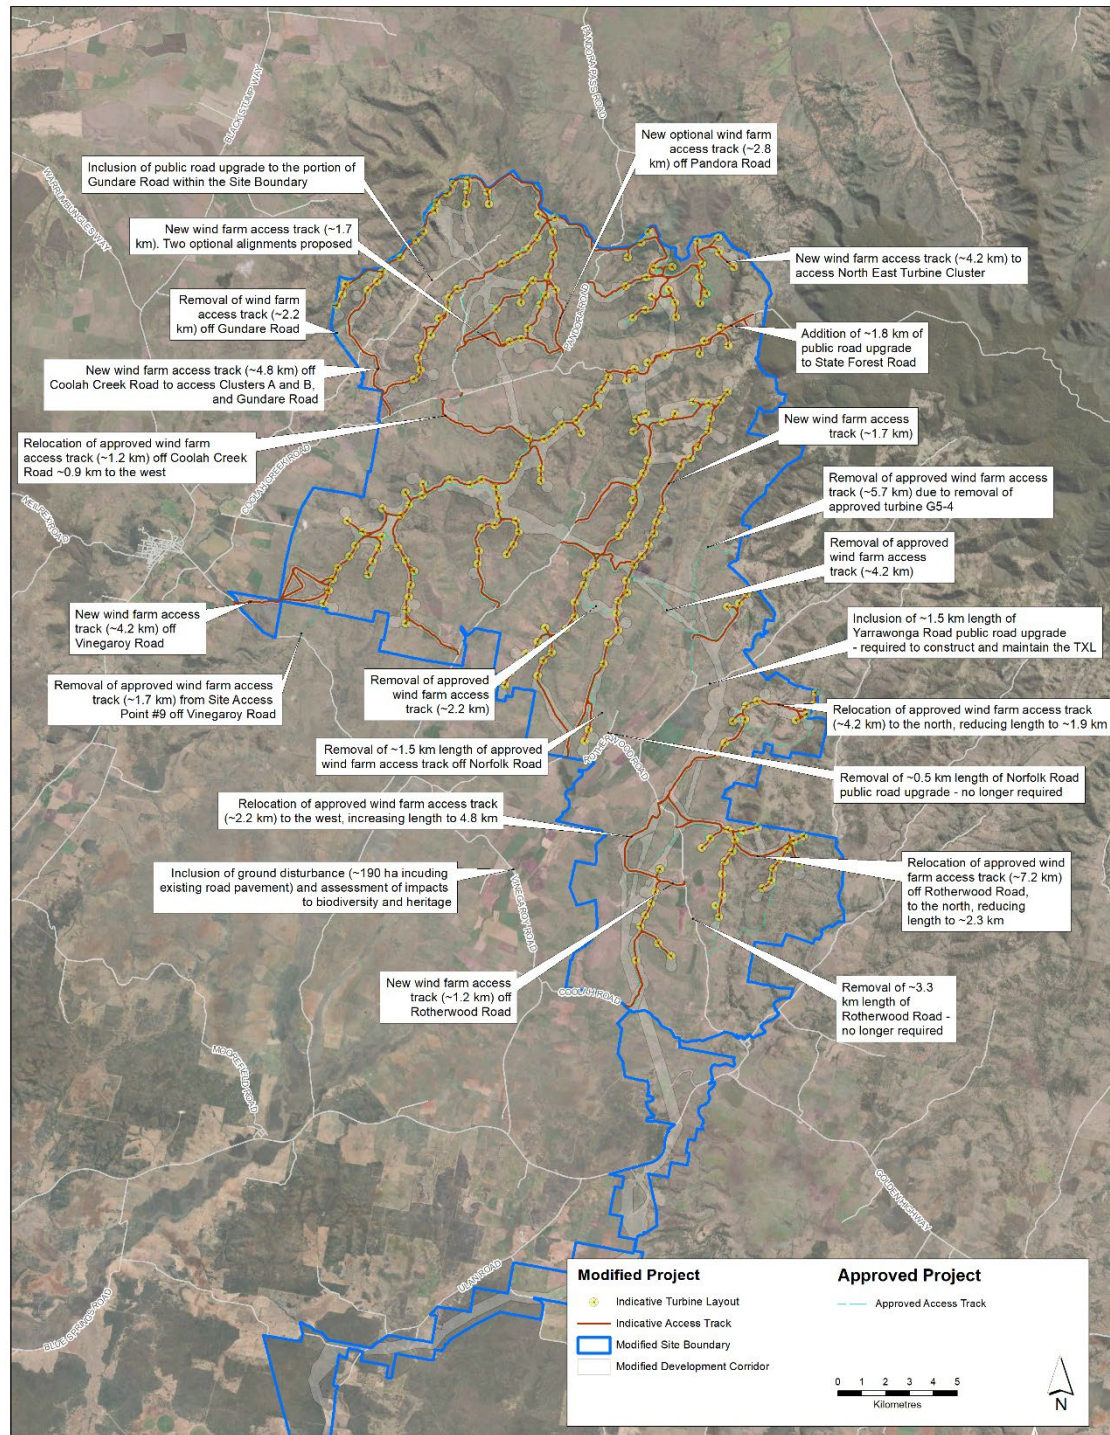 PANDORA PASS ROAD
BLACK STUMP WAY
WARRUMBUNGLES WAY
New optional wind farm
access track (~2.8
km) off Pandora Road
Inclusion of public road upgrade to the portion of
Gundare Road within the Site Boundary
New wind farm access track (~1.7
km). Two optional alignments proposed
New wind farm access track (~4.2 km) to
access North East Turbine Cluster
Removal of wind farm
access track (~2.2
km) off Gundare Road
PANDORA ROAD
Addition of ~1.8 km of
public road upgrade
to State Forest Road
New wind farm access track (~4.8 km) off
Coolah Creek Road to access Clusters A and B,
and Gundare Road
New wind farm access
track (~1.7 km)
Relocation of approved wind farm
access track (~1.2 km) off Coolah Creek
Road ~0.9 km to the west
COOLAH CREEK ROAD
Removal of approved wind farm access
track (~5.7 km) due to removal of
approved turbine G5-4
Removal of approved
wind farm access
track (~4.2 km)
New wind farm access
track (~4.2 km) off
Vinegaroy Road
Inclusion of ~1.5 km length of
Yarrawonga Road public road upgrade
- required to construct and maintain the TXL
Removal of approved wind farm access
track (~1.7 km) from Site Access
Point #9 off Vinegaroy Road
Removal of approved
wind farm access
track (~2.2 km)
Relocation of approved wind farm access track
(~4.2 km) to the north, reducing length to ~1.9 km
Removal of ~1.5 km length of approved
wind farm access track off Norfolk Road
ROTHERWOOD ROAD
Removal of ~0.5 km length of Norfolk Road
public road upgrade - no longer required
Relocation of approved wind farm access track
(~2.2 km) to the west, increasing length to 4.8 km
Inclusion of ground disturbance (~190 ha incuding
existing road pavement) and assessment of impacts
to biodiversity and heritage
VINEGAROY ROAD
Relocation of approved wind
farm access track (~7.2 km)
off Rotherwood Road,
to the north, reducing
length to ~2.3 km
New wind farm access
track (~1.2 km) off
Rotherwood Road
COOLAH ROAD
Removal of ~3.3
km length of
Rotherwood Road -
no longer required
GOLDEN HIGHWAY
ULAN ROAD
BLUE SPRINGS ROAD
Modified Project
Indicative Turbine Layout
Indicative Access Track
Modified Site Boundary
Modified Development Corridor
Approved Project
Approved Access Track
0 1 2 3 4 5
Kilometres
N